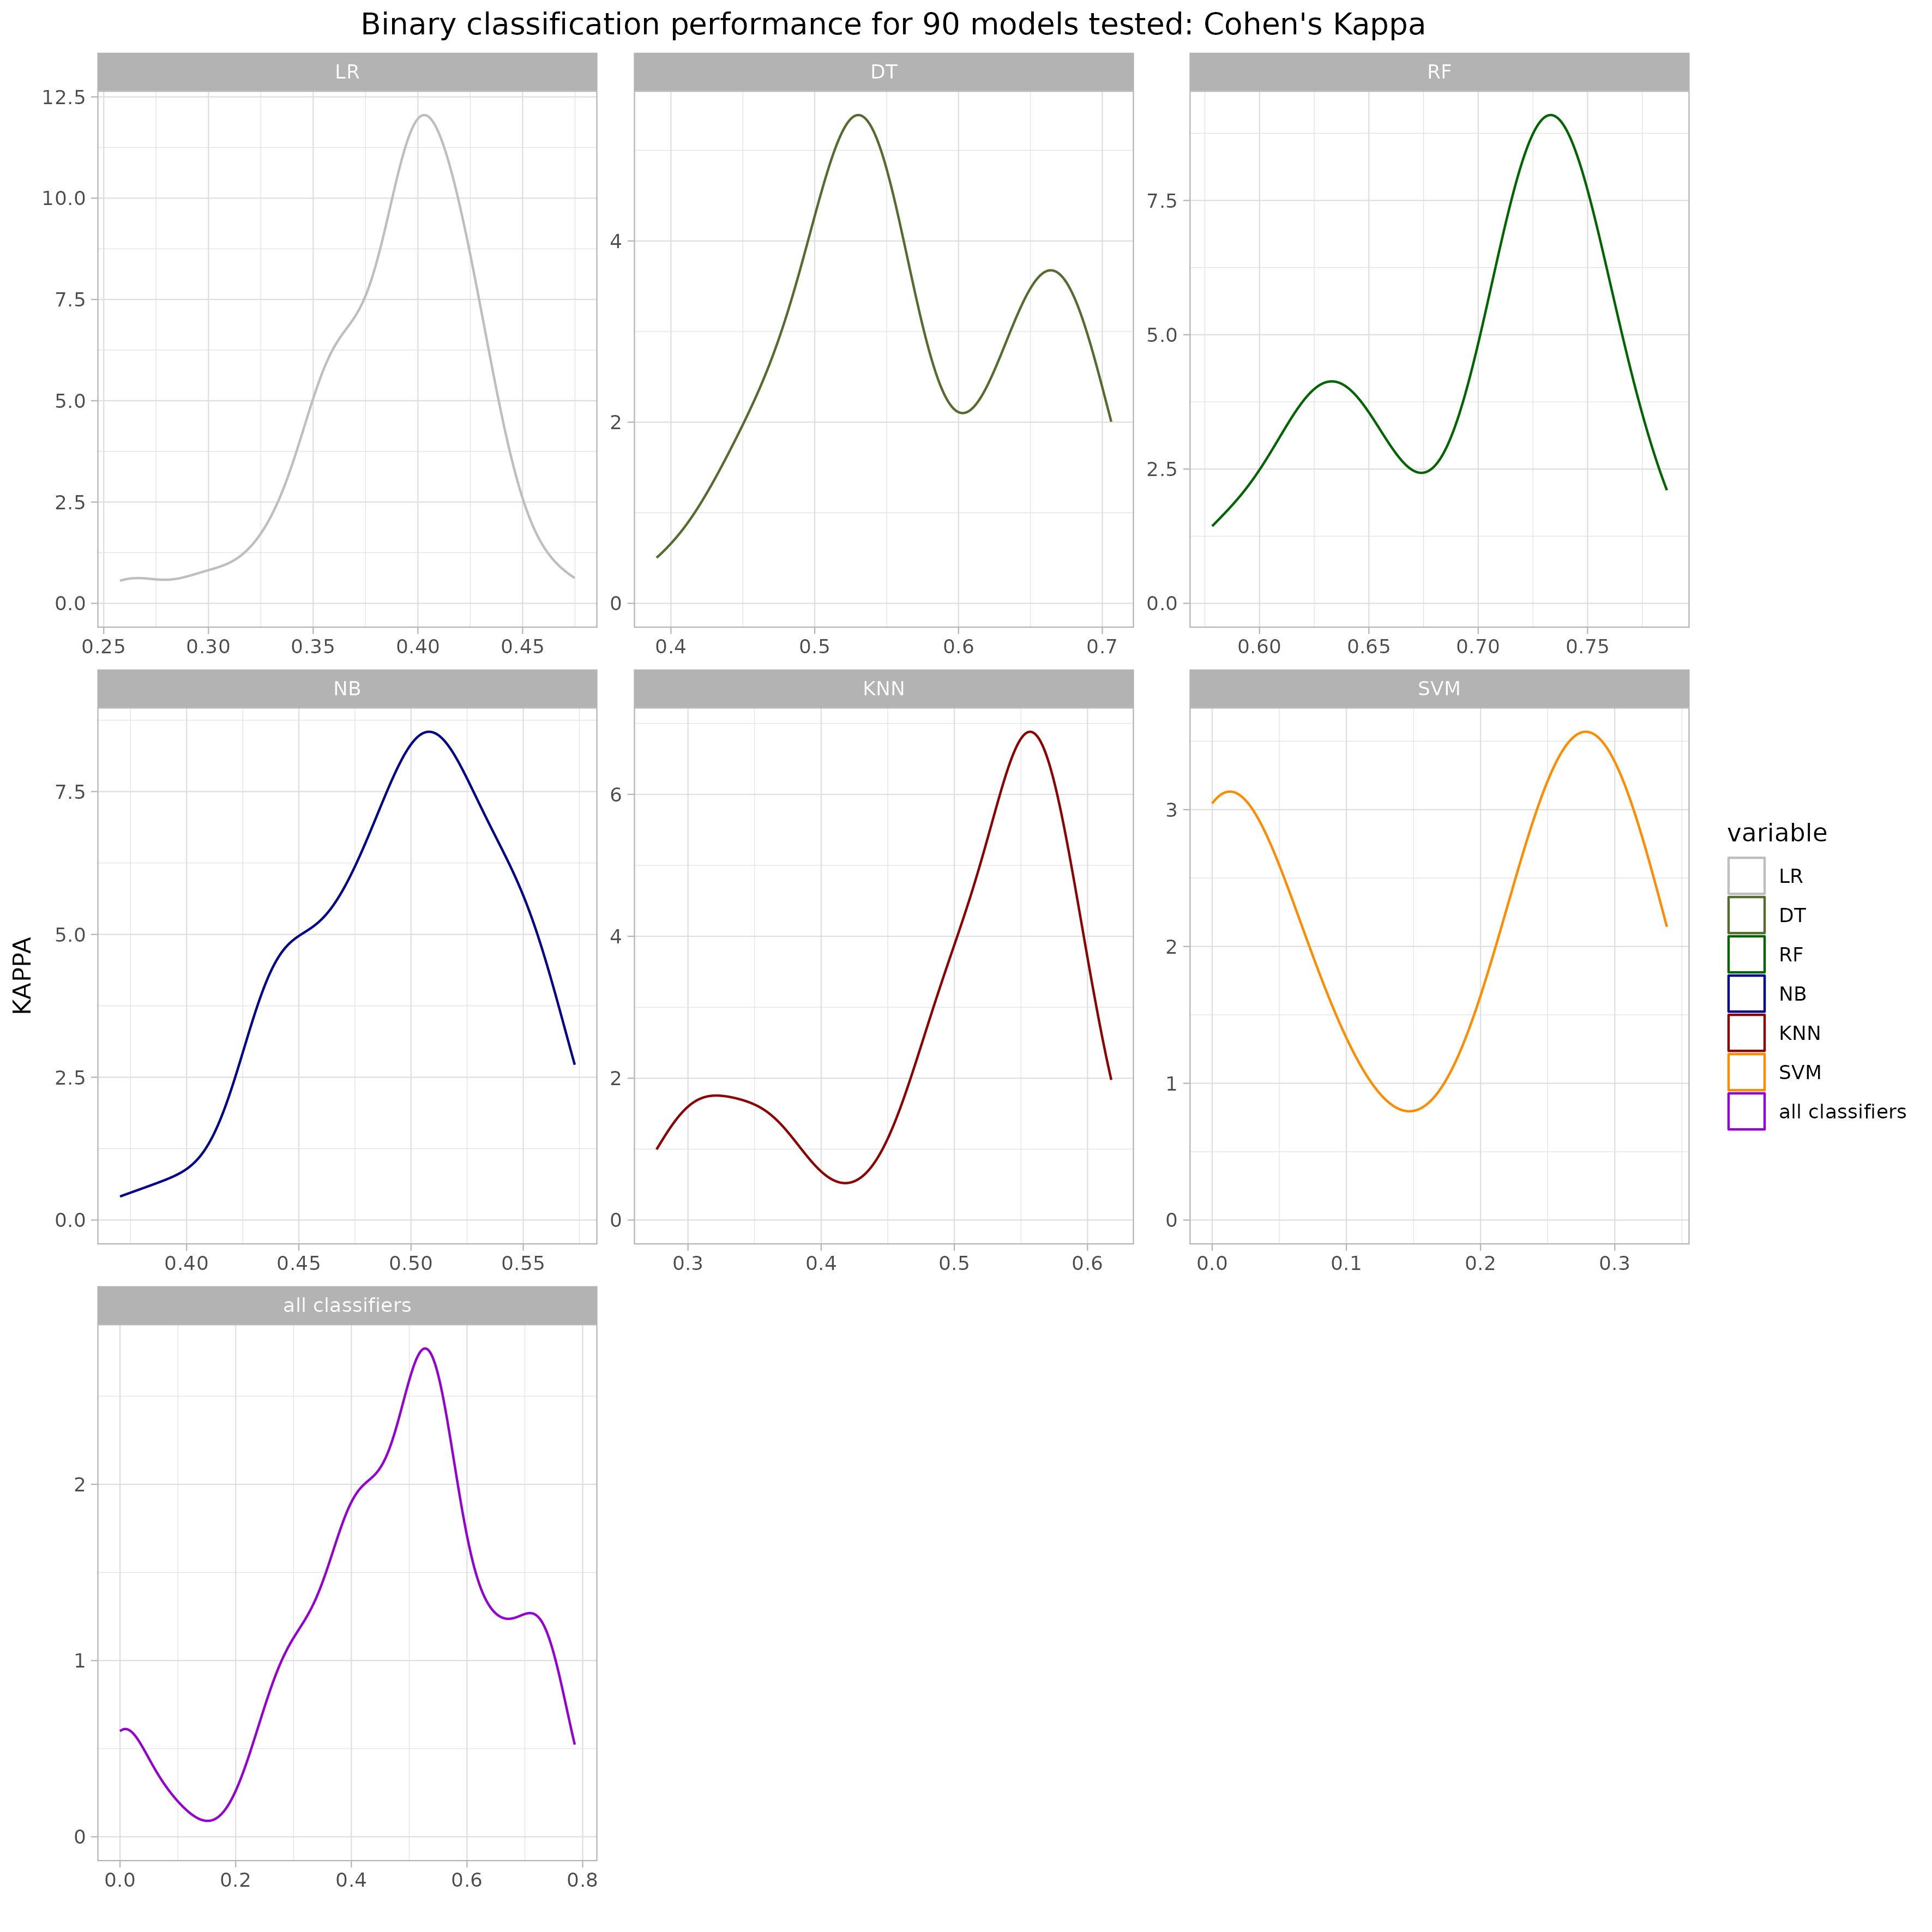 Binary classification performance for 90 models tested: Cohen's Kappa
LR
DT
RF
12.5
10.0
7.5
5.0
2.5
0.0
0.25 0.30 0.35 0.40 0.45
4
2
0
0.4 0.5 0.6 0.7
7.5
5.0
2.5
0.0
0.60 0.65 0.70 0.75
NB
KNN
SVM
7.5
5.0
2.5
0.0
0.40 0.45 0.50 0.55
6
4
2
0
0.3 0.4 0.5 0.6
3
2
1
0
0.0 0.1 0.2 0.3
all classifiers
2
1
0
0.0 0.2 0.4 0.6 0.8
KAPPA
variable
LR
DT
RF
NB
KNN
SVM
all classifiers